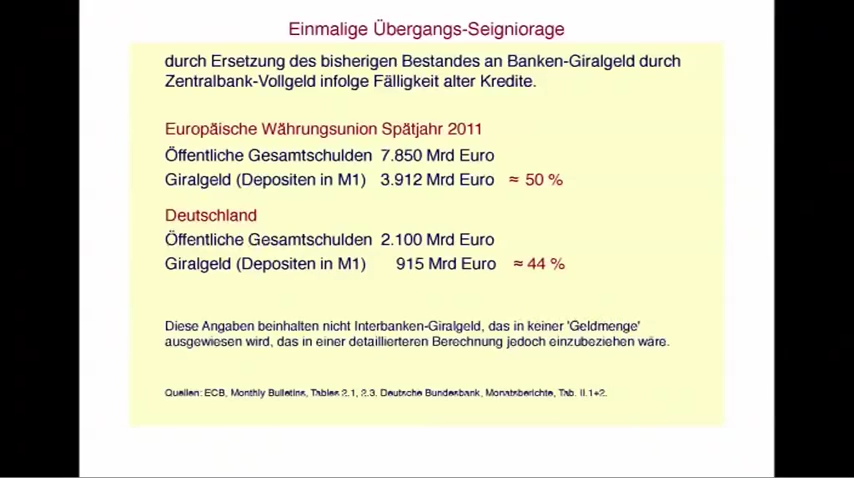 Einmalige Übergangs-Seigniorage
durch Ersetzung des bisherigen Bestandes an Banken-Giralgeld durch
Zentralbank-Vollgeld infolge Fälligkeit alter Kredite.
Europäische Währungsunion Spätjahr 2011
Öffentliche Gesamtschulden 7.850 Mrd Euro
Giralgeld (Depositen in M1) 3.912 Mrd Euro ≈ 50 %
Deutschland
Öffentliche Gesamtschulden 2.100 Mrd Euro
Giralgeld (Depositen in M1) 915 Mrd Euro ≈ 44 %
Diese Angaben beinhalten nicht Interbanken-Giralgeld, das in keiner 'Geldmenge'
ausgewiesen wird, das in einer detaillierteren Berechnung jedoch einzubeziehen wäre.
Quellen: ECB, Monthly Bulletins, Tables 2.1, 2.3. Deutsche Bundesbank, Monatsberichte, Tab. II.1+2.